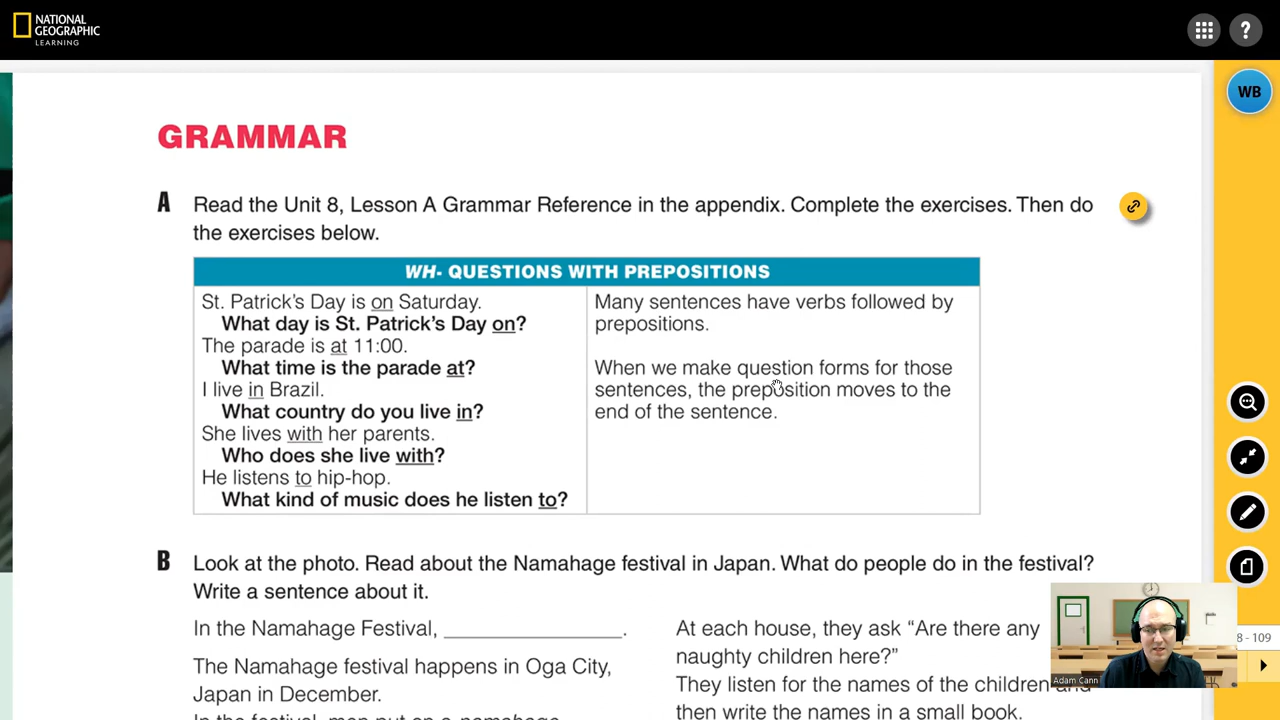 NATIONAL
GEOGRAPHIC
LEARNING
?
WB
GRAMMAR
A Read the Unit 8, Lesson A Grammar Reference in the appendix. Complete the exercises. Then do
the exercises below.
WH- QUESTIONS WITH PREPOSITIONS
St. Patrick's Day is on Saturday.
What day is St. Patrick's Day on?
The parade is at 11:00.
What time is the parade at?
I live in Brazil.
What country do you live in?
She lives with her parents.
Who does she live with?
He listens to hip-hop.
What kind of music does he listen to?
Many sentences have verbs followed by
prepositions.
When we make question forms for those
sentences, the preposition moves to the
end of the sentence.
B Look at the photo. Read about the Namahage festival in Japan. What do people do in the festival?
Write a sentence about it.
In the Namahage Festival, ________________.
The Namahage festival happens in Oga City,
Japan in December.
In the festival, men put on a namahage
At each house, they ask “Are there any
naughty children here?”
They listen for the names of the children and
then write the names in a small book.
8 - 109
Adam Cann